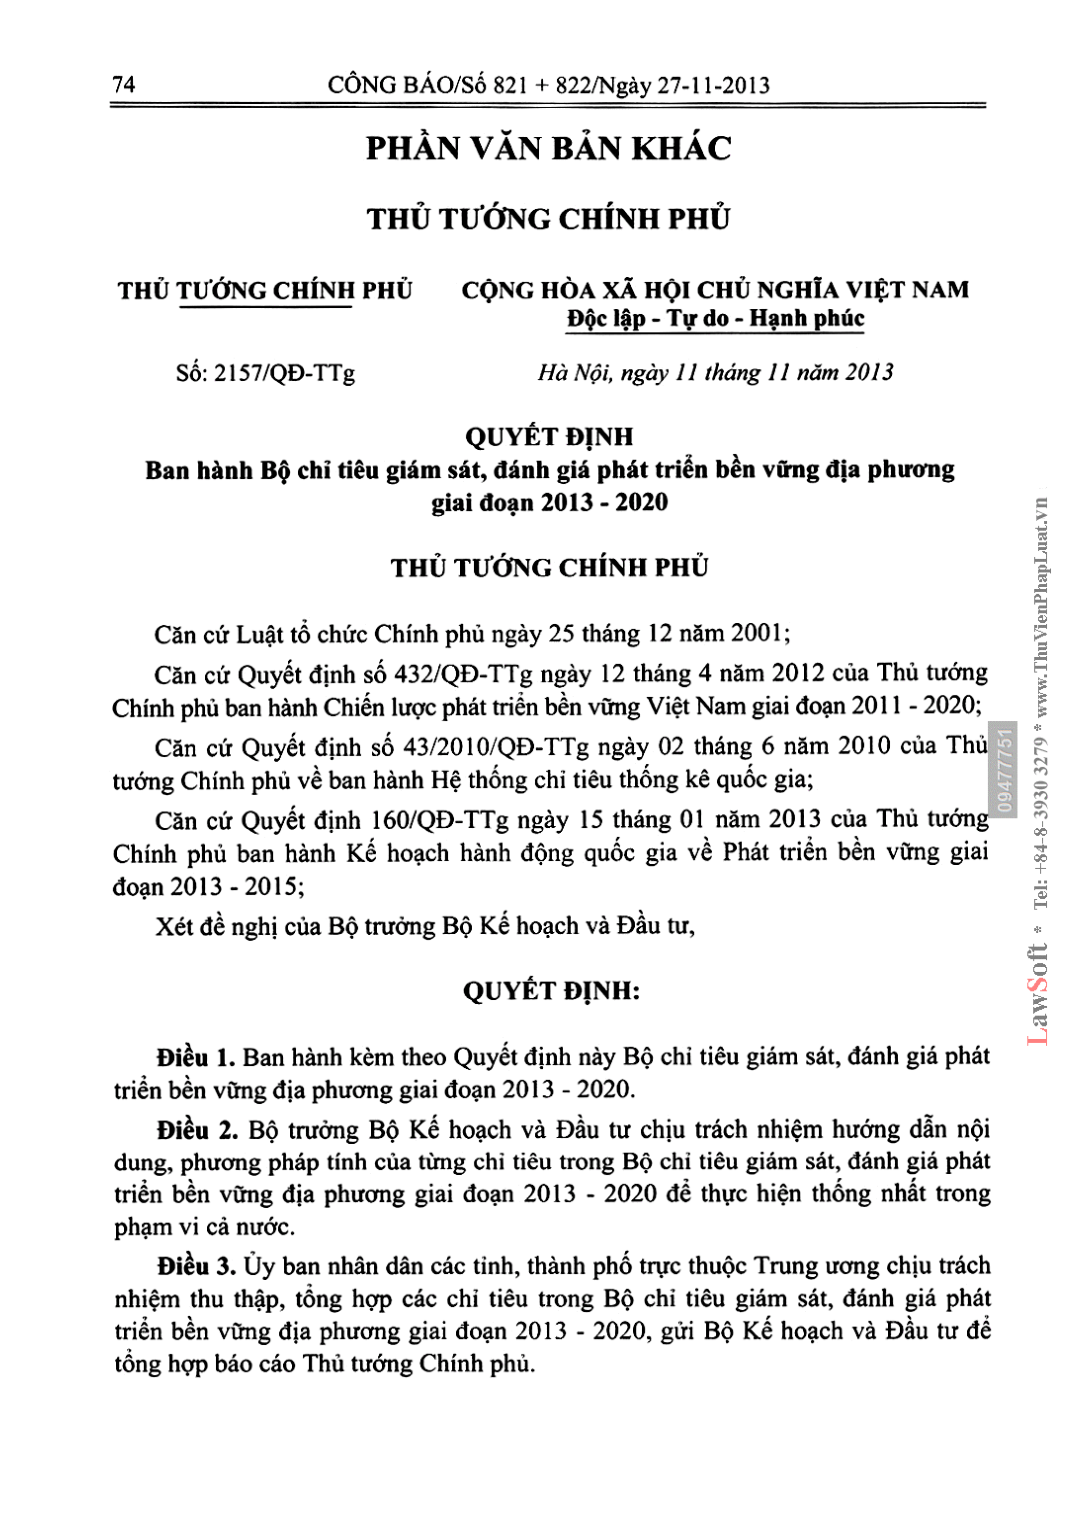 74
CÔNG BÁO/Số 821 + 822/Ngày 27-11-2013
PHẦN VĂN BẢN KHÁC
THỦ TƯỚNG CHÍNH PHỦ
THỦ TƯỚNG CHÍNH PHỦ
CỘNG HÒA XÃ HỘI CHỦ NGHĨA VIỆT NAM
Độc lập - Tự do - Hạnh phúc
Số: 2157/QĐ-TTg
Hà Nội, ngày 11 tháng 11 năm 2013
QUYẾT ĐỊNH
Ban hành Bộ chỉ tiêu giám sát, đánh giá phát triển bền vững địa phương
giai đoạn 2013 - 2020
THỦ TƯỚNG CHÍNH PHỦ
Căn cứ Luật tổ chức Chính phủ ngày 25 tháng 12 năm 2001;
Căn cứ Quyết định số 432/QĐ-TTg ngày 12 tháng 4 năm 2012 của Thủ tướng
Chính phủ ban hành Chiến lược phát triển bền vững Việt Nam giai đoạn 2011 - 2020;
Căn cứ Quyết định số 43/2010/QĐ-TTg ngày 02 tháng 6 năm 2010 của Thủ
tướng Chính phủ về ban hành Hệ thống chỉ tiêu thống kê quốc gia;
Căn cứ Quyết định 160/QĐ-TTg ngày 15 tháng 01 năm 2013 của Thủ tướng
Chính phủ ban hành Kế hoạch hành động quốc gia về Phát triển bền vững giai
đoạn 2013 - 2015;
Xét đề nghị của Bộ trưởng Bộ Kế hoạch và Đầu tư,
QUYẾT ĐỊNH:
Điều 1. Ban hành kèm theo Quyết định này Bộ chỉ tiêu giám sát, đánh giá phát
triển bền vững địa phương giai đoạn 2013 - 2020.
Điều 2. Bộ trưởng Bộ Kế hoạch và Đầu tư chịu trách nhiệm hướng dẫn nội
dung, phương pháp tính của từng chỉ tiêu trong Bộ chỉ tiêu giám sát, đánh giá phát
triển bền vững địa phương giai đoạn 2013 - 2020 để thực hiện thống nhất trong
phạm vi cả nước.
Điều 3. Ủy ban nhân dân các tỉnh, thành phố trực thuộc Trung ương chịu trách
nhiệm thu thập, tổng hợp các chỉ tiêu trong Bộ chỉ tiêu giám sát, đánh giá phát
triển bền vững địa phương giai đoạn 2013 - 2020, gửi Bộ Kế hoạch và Đầu tư để
tổng hợp báo cáo Thủ tướng Chính phủ.
09477751
LawSoft * Tel: +84-8-3930 3279 * www.ThuVienPhapLuat.vn